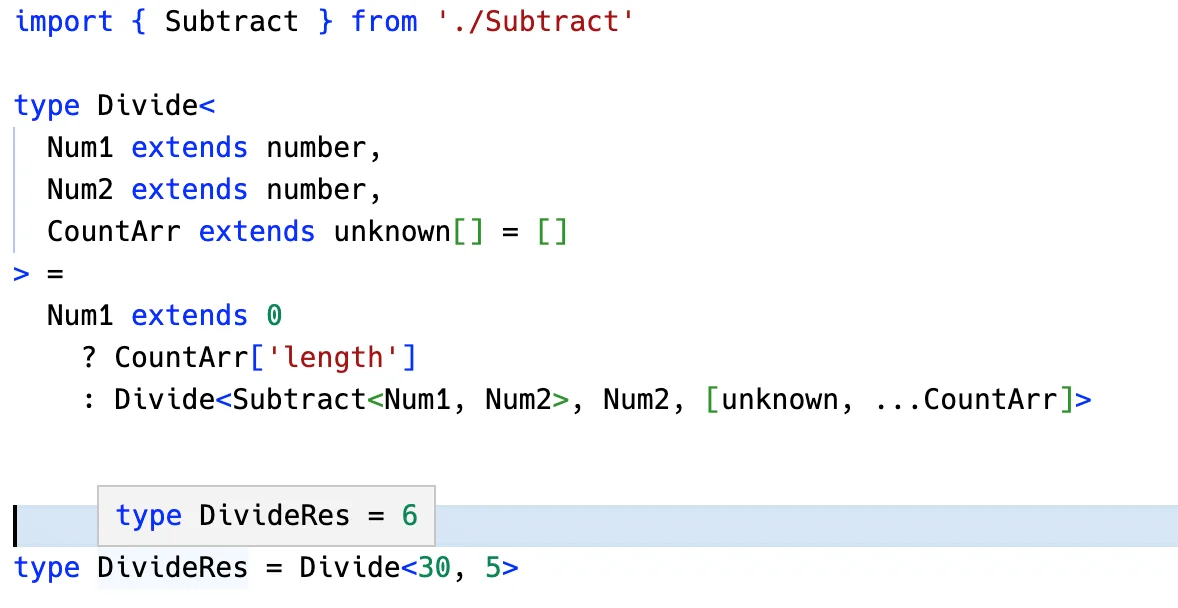 import { Subtract } from './Subtract'
type Divide<
Num1 extends number,
Num2 extends number,
CountArr extends unknown[] = []
> =
Num1 extends 0
? CountArr['length']
: Divide<Subtract<Num1, Num2>, Num2, [unknown, ...CountArr]>
type DivideRes = 6
type DivideRes = Divide<30, 5>